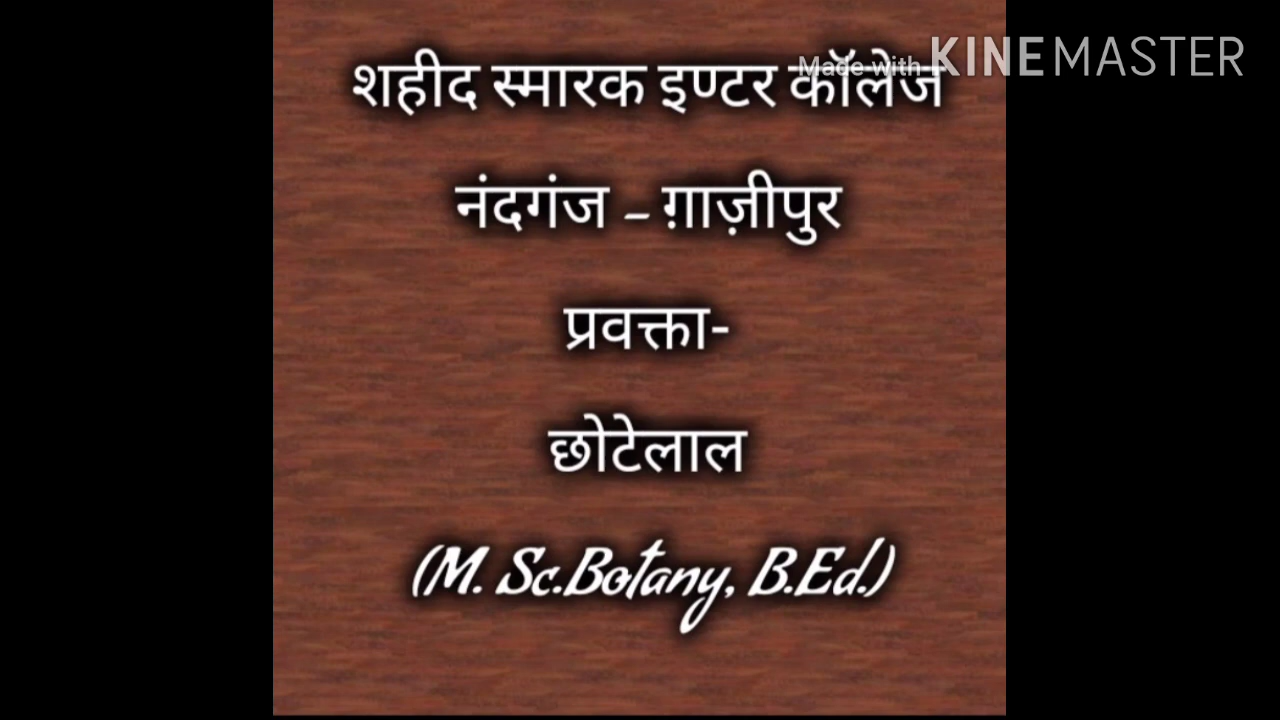 Made with KINEMASTER
शहीद स्मारक इण्टर कॉलेज
नंदगंज - ग़ाज़ीपुर
प्रवक्ता-
छोटेलाल
(M. Sc.Botany, B.Ed.)